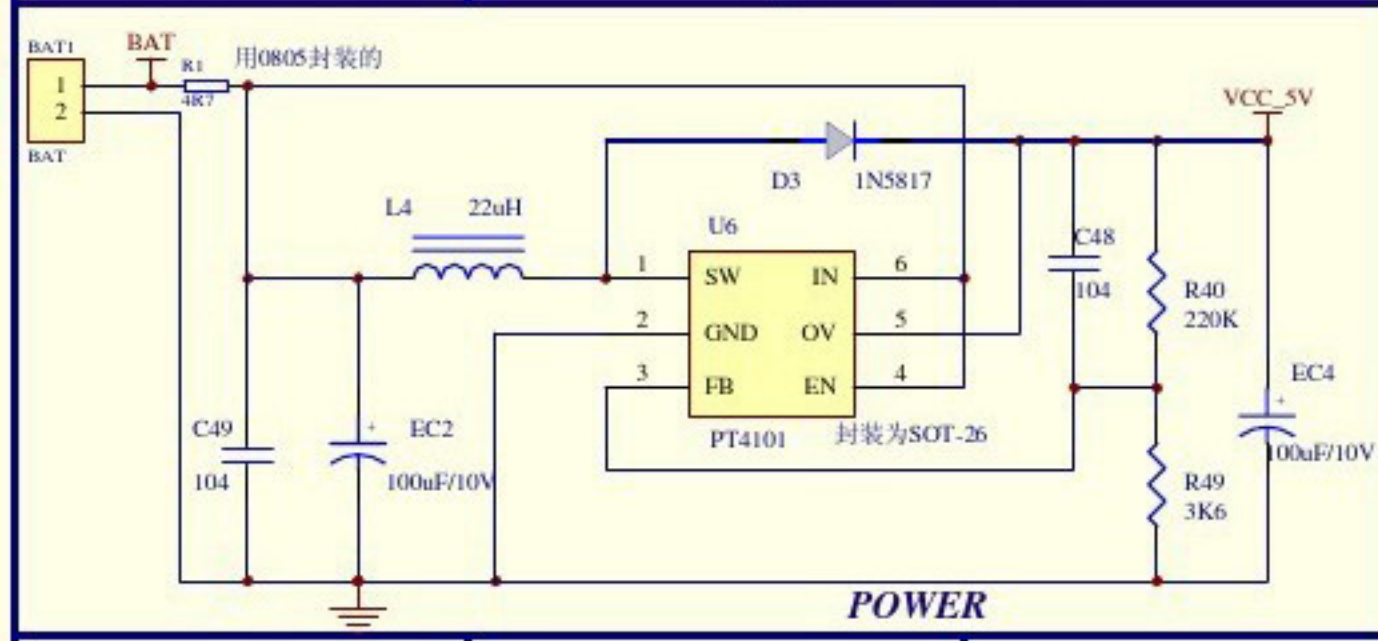 BAT1
BAT
R1
用0805封装的
1
4R7
2
BAT
VCC_5V
D3
1N5817
L4
22uH
U6
C48
1
SW
IN
6
104
R40
220K
2
GND
OV
5
3
FB
EN
4
EC4
C49
EC2
PT4101
封装为SOT-26
100uF/10V
104
100uF/10V
R49
3K6
POWER